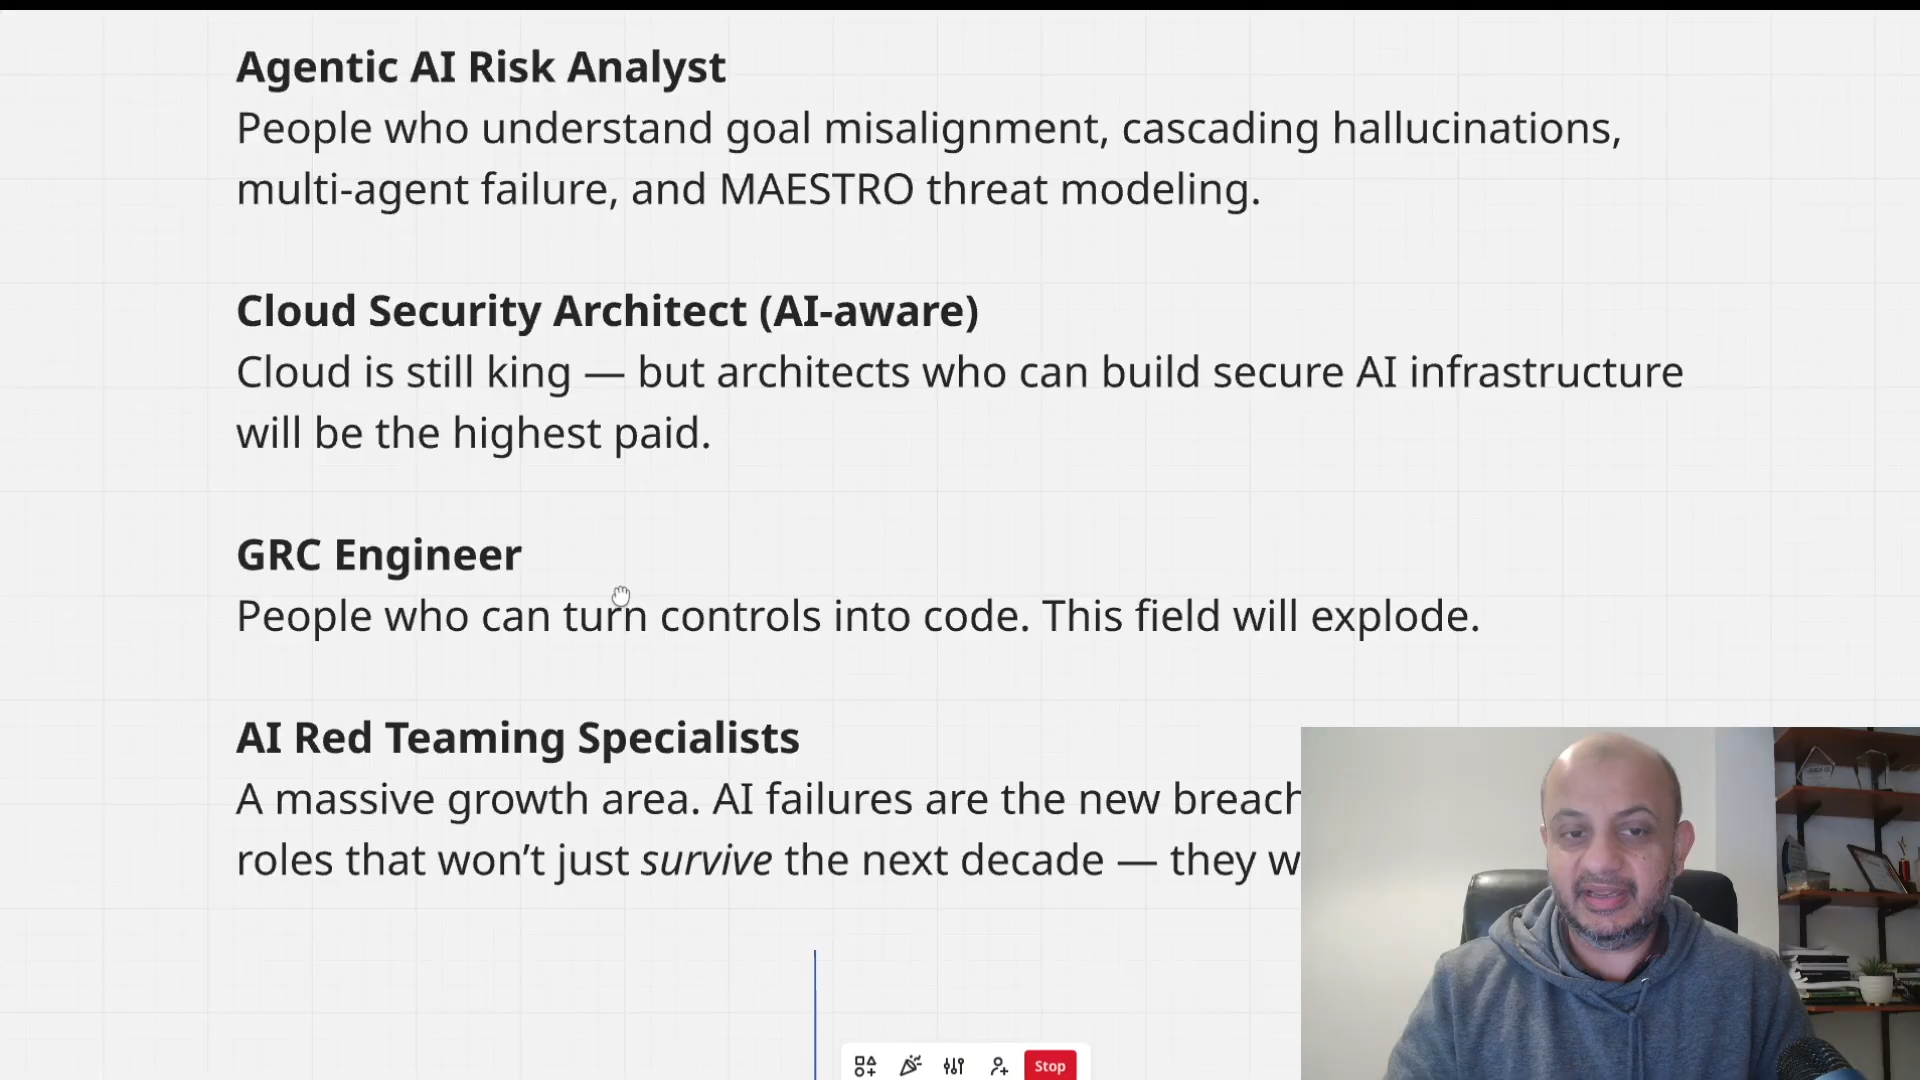 Agentic AI Risk Analyst
People who understand goal misalignment, cascading hallucinations,
multi-agent failure, and MAESTRO threat modeling.
Cloud Security Architect (AI-aware)
Cloud is still king — but architects who can build secure AI infrastructure
will be the highest paid.
GRC Engineer
People who can turn controls into code. This field will explode.
AI Red Teaming Specialists
A massive growth area. AI failures are the new breach
roles that won’t just survive the next decade — they w
Stop